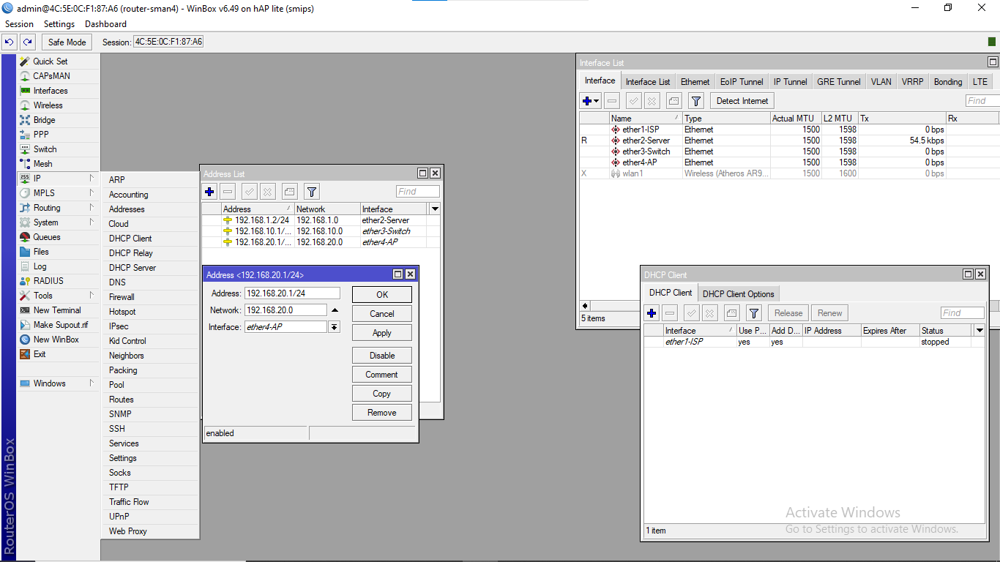 admin@4C:5E:0C:F1:87:A6 (router-sman4) - WinBox v6.49 on hAP lite (smips)
Session Settings Dashboard
Safe Mode Session: 4C:5E:0C:F1:87:A6
RouterOS WinBox
Quick Set
CAPsMAN
Interfaces
Wireless
Bridge
PPP
Switch
Mesh
IP
MPLS
Routing
System
Queues
Files
Log
RADIUS
Tools
New Terminal
Make Supout.rif
New WinBox
Exit
Windows
ARP
Accounting
Addresses
Cloud
DHCP Client
DHCP Relay
DHCP Server
DNS
Firewall
Hotspot
IPsec
Kid Control
Neighbors
Packing
Pool
Routes
SNMP
SSH
Services
Settings
Socks
TFTP
Traffic Flow
UPnP
Web Proxy
Address List
Find
Address Network Interface
192.168.1.2/24 192.168.1.0 ether2-Server
192.168.10.1/... 192.168.10.0 ether3-Switch
192.168.20.1/... 192.168.20.0 ether4-AP
Address <192.168.20.1/24>
Address: 192.168.20.1/24
Network: 192.168.20.0
Interface: ether4-AP
OK
Cancel
Apply
Disable
Comment
Copy
Remove
enabled
Interface List
Interface Interface List Ethernet EoIP Tunnel IP Tunnel GRE Tunnel VLAN VRRP Bonding LTE
Detect Internet Find
Name Type Actual MTU L2 MTU Tx Rx
ether1-ISP Ethernet 1500 1598 0 bps
R ether2-Server Ethernet 1500 1598 54.5 kbps
ether3-Switch Ethernet 1500 1598 0 bps
ether4-AP Ethernet 1500 1598 0 bps
X wlan1 Wireless (Atheros AR9... 1500 1600 0 bps
5 items
DHCP Client
DHCP Client DHCP Client Options
Release Renew Find
Interface Use P... Add D... IP Address Expires After Status
ether1-ISP yes yes stopped
1 item
Activate Windows
Go to Settings to activate Windows.